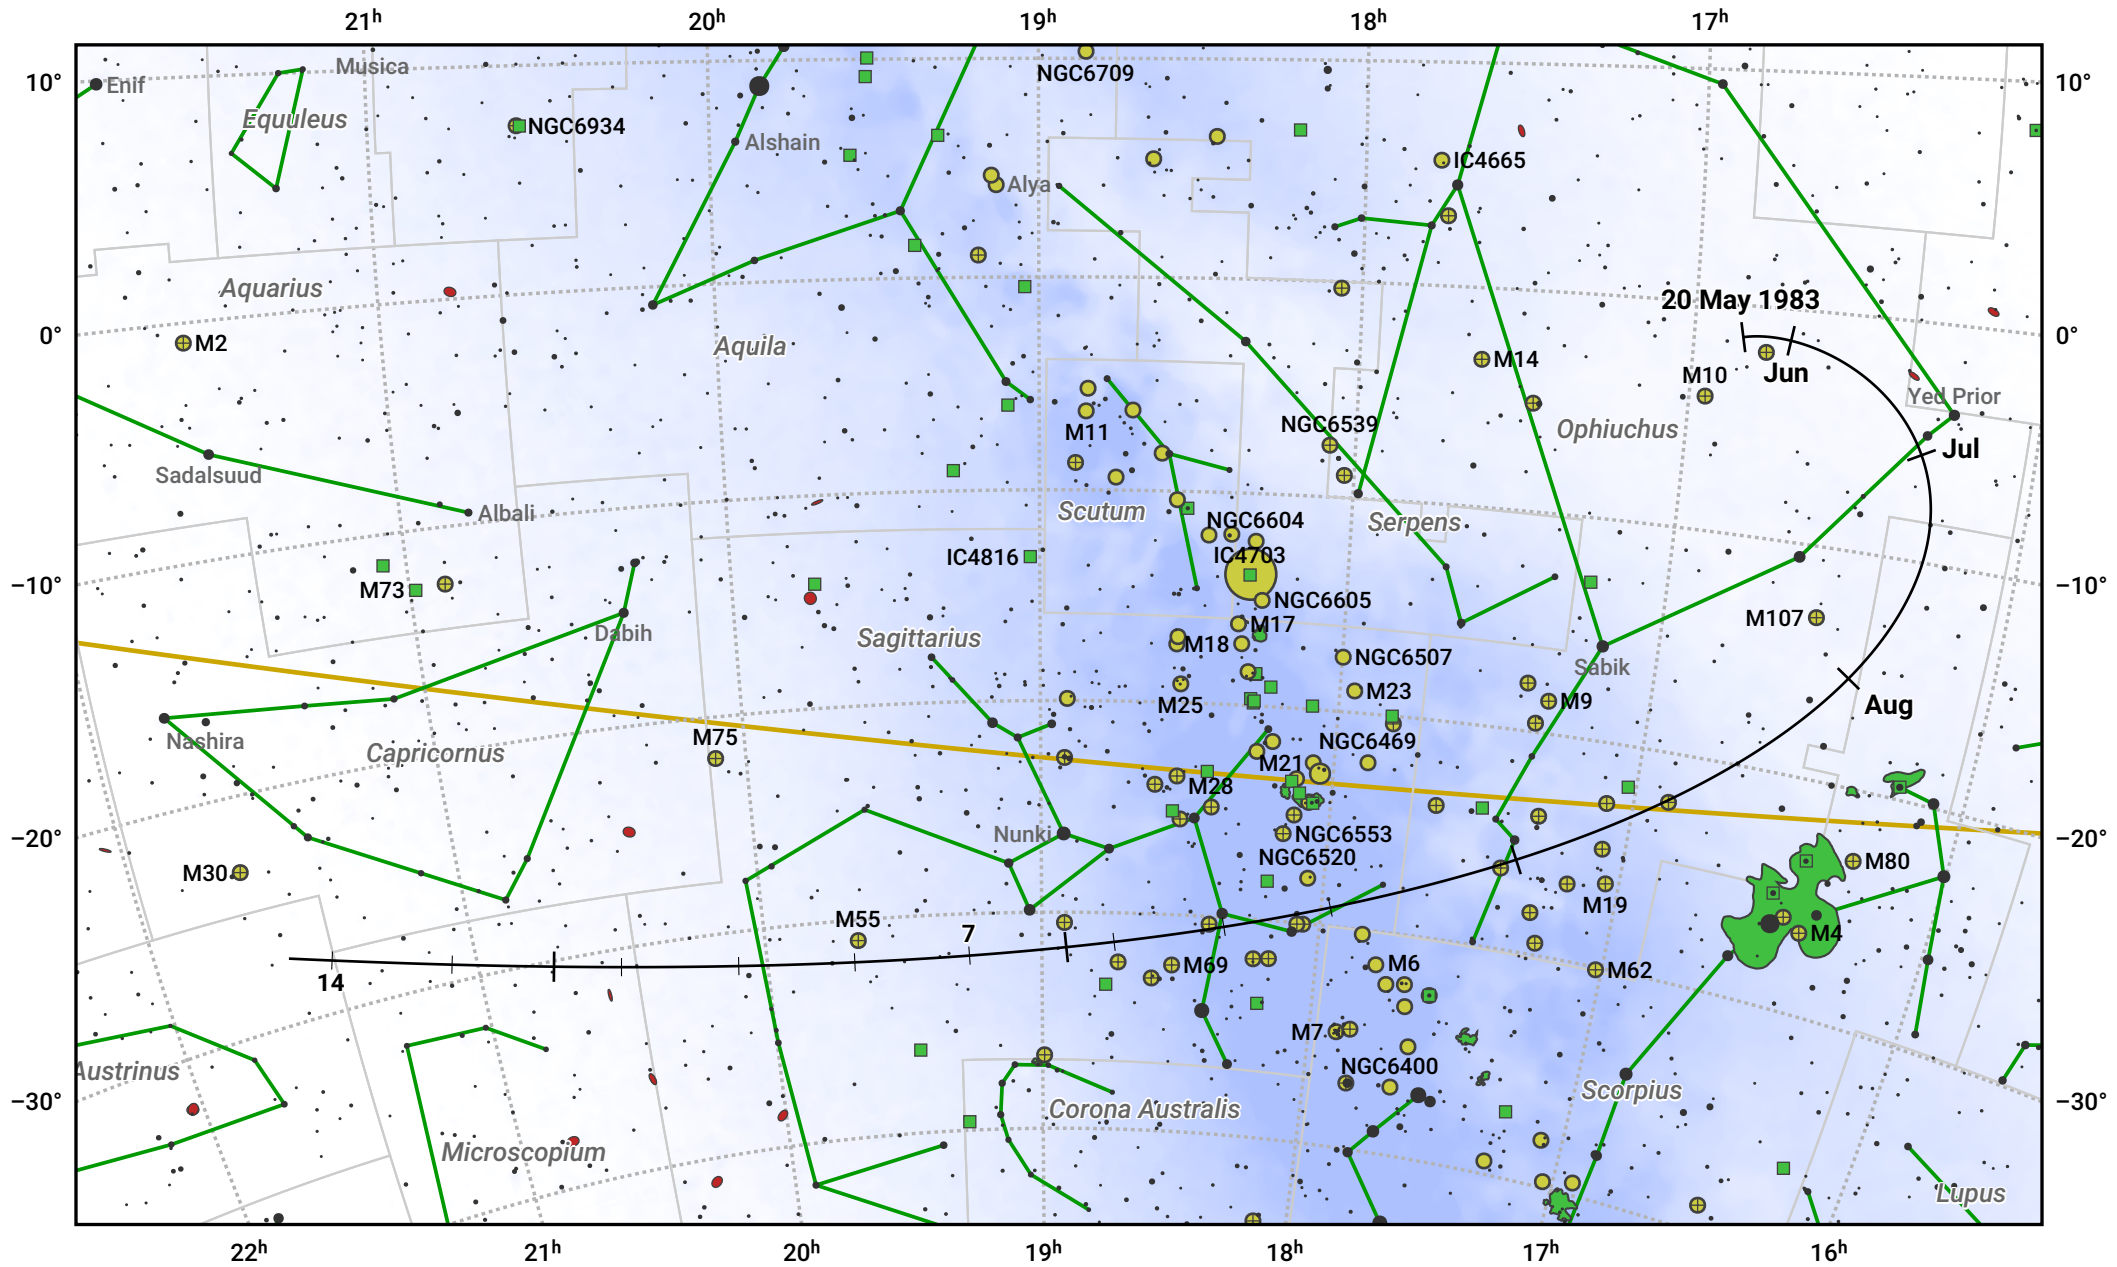 21h 20h 19h 18h 17h
10° Enif Musica NGC6709 10°
Equuleus NGC6934 Alshain IC4665
Alya
Aquarius 20 May 1983
0° M2 Aquila M14 Jun 0°
M10
Yed Prior
M11 NGC6539 Ophiuchus
Sadalsuud Jul
Albali Scutum NGC6604 Serpens
IC4816 IC4703
−10° M73 NGC6605 −10°
Dabih Sagittarius M17 M107
M18 NGC6507 Sabik
M25 M23 M9 Aug
Nashira Capricornus M75 NGC6469
M21
M28
−20° Nunki NGC6553 −20°
NGC6520 M80
M30 M19
M55
7 M4
M69 M6 M62
14
M7
Austrinus NGC6400
−30° Corona Australis Scorpius −30°
Microscopium
Lupus
22h 21h 20h 19h 18h 17h 16h